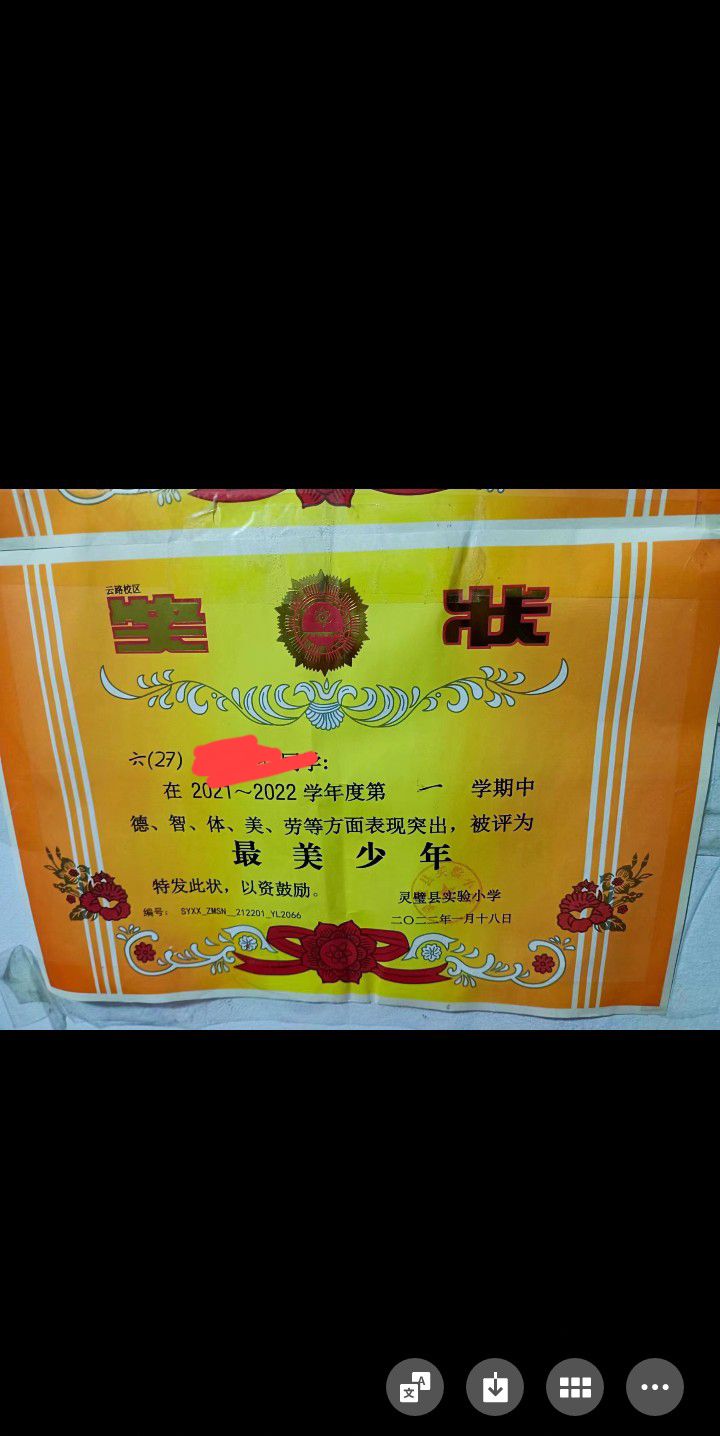 云路校区
奖 状
六(27) 同学:
在 2021~2022 学年度第 一 学期中
德、智、体、美、劳等方面表现突出，被评为
最 美 少 年
特发此状，以资鼓励。
灵璧县实验小学
编号： SYXX_ZMSN_212201_YL2066
二〇二二年一月十八日